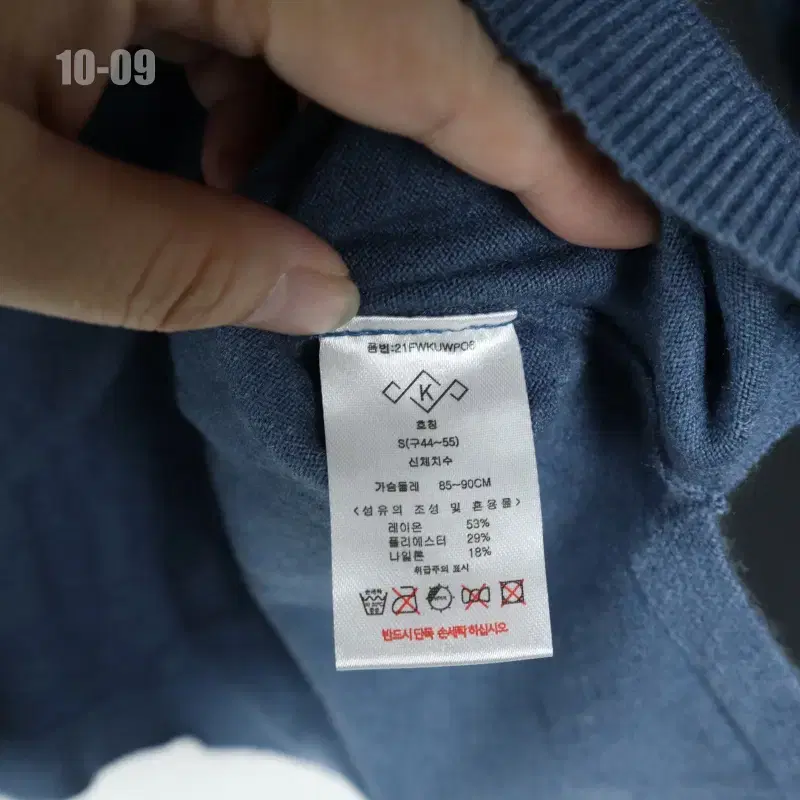 10-09
품번:21FWKUWP06
K
호칭
S(구44~55)
신체치수
가슴둘레 85~90CM
<섬유의 조성 및 혼용률>
레이온 53%
폴리에스터 29%
나일론 18%
취급주의 표시
손세탁
반드시 단독 손세탁 하십시오